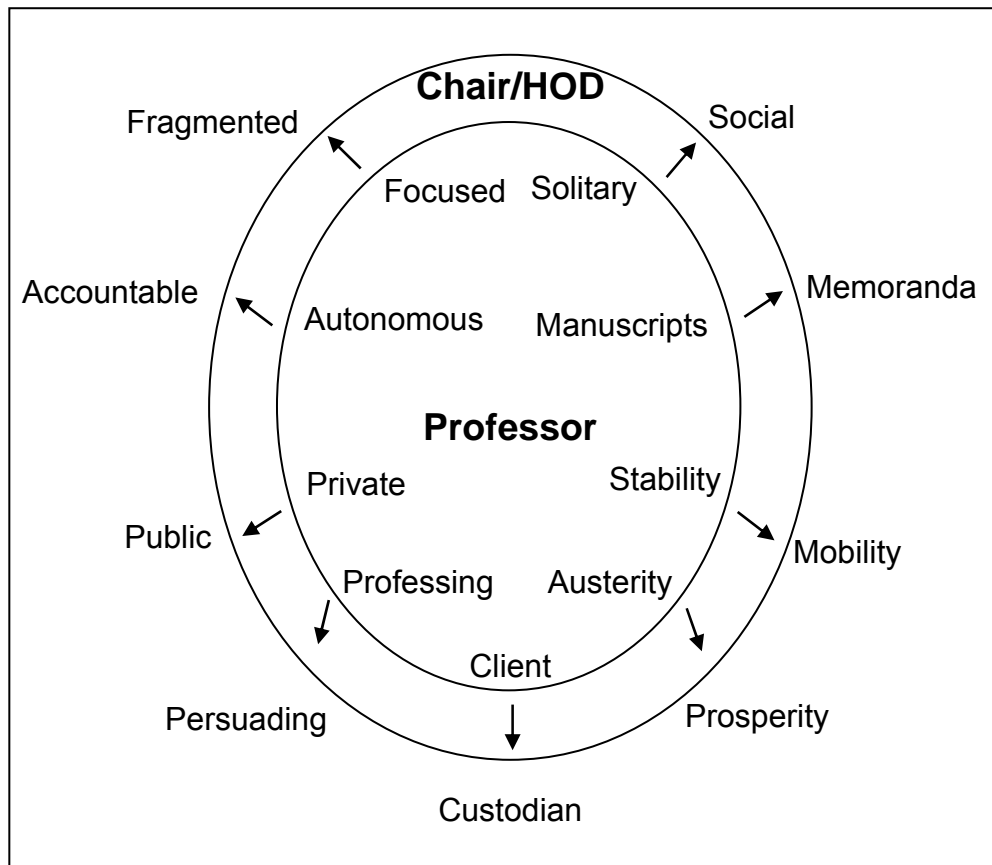 Chair/HOD
Fragmented
Social
Focused
Solitary
Accountable
Memoranda
Autonomous
Manuscripts
Professor
Private
Stability
Public
Mobility
Professing
Austerity
Client
Persuading
Prosperity
Custodian